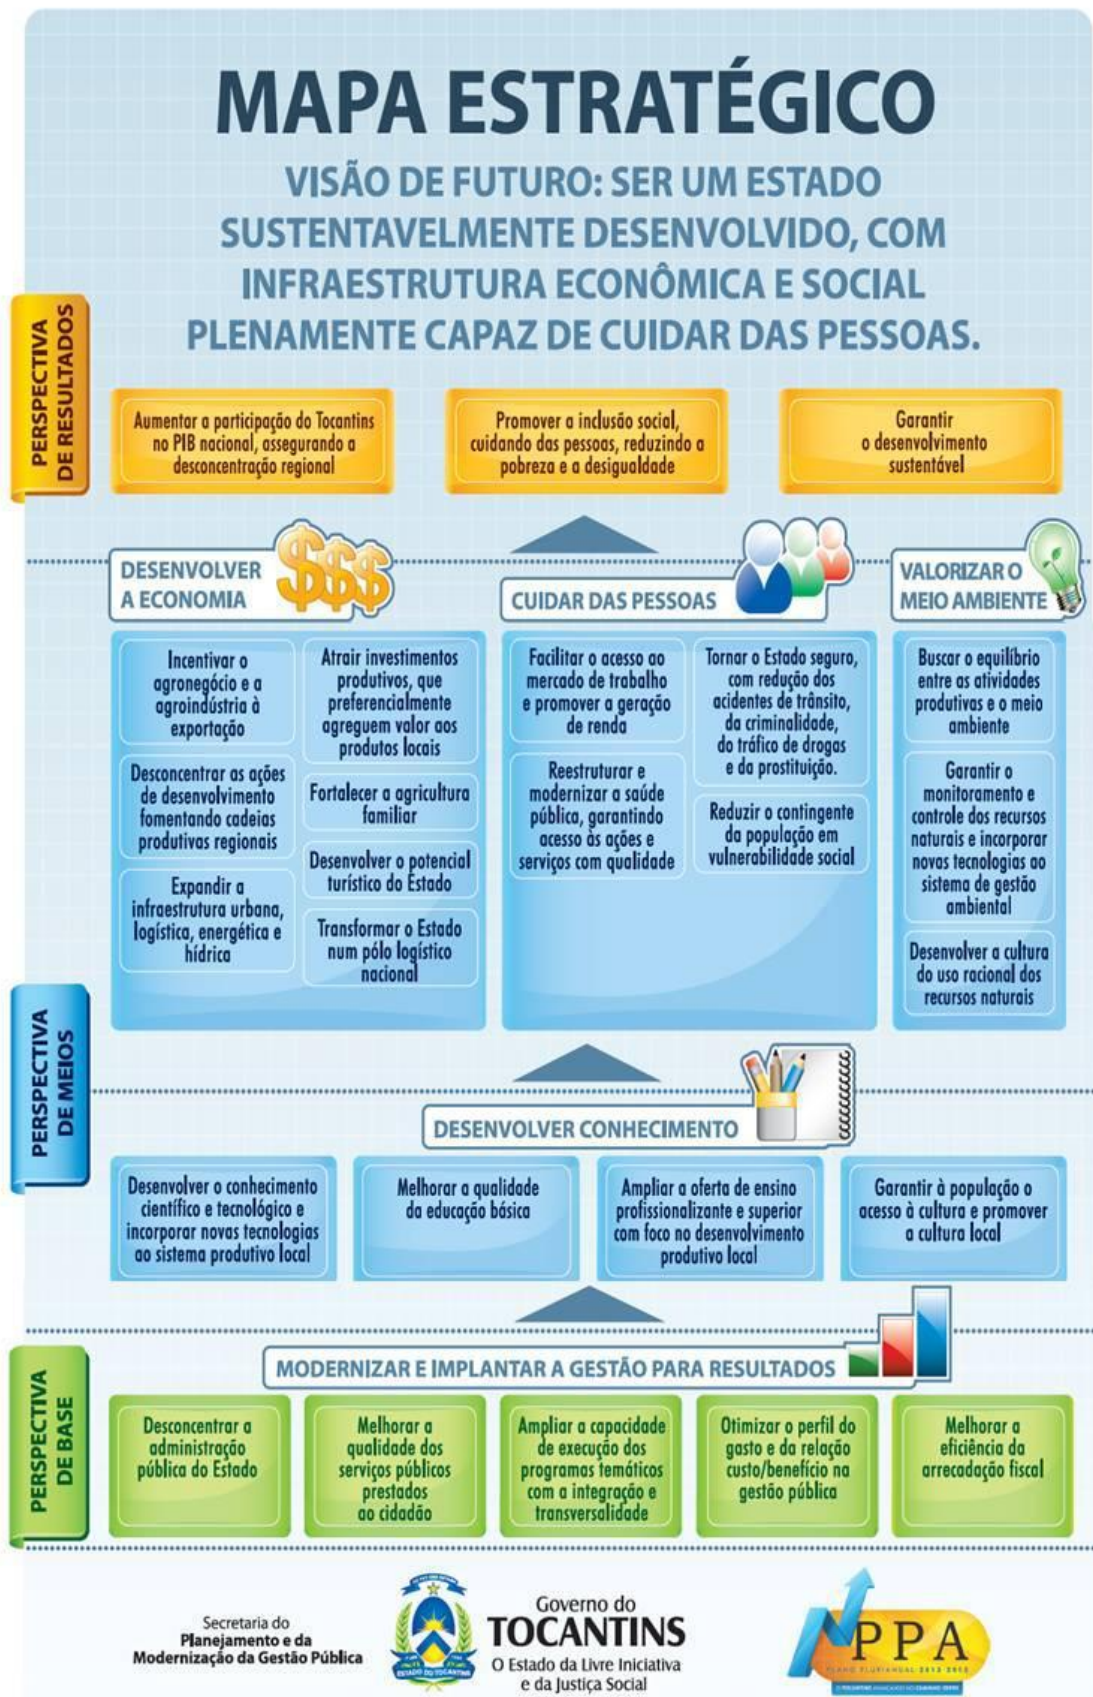 MAPA ESTRATÉGICO
VISÃO DE FUTURO: SER UM ESTADO
SUSTENTAVELMENTE DESENVOLVIDO, COM
INFRAESTRUTURA ECONÔMICA E SOCIAL
PLENAMENTE CAPAZ DE CUIDAR DAS PESSOAS.
PERSPECTIVA
DE RESULTADOS
Aumentar a participação do Tocantins
no PIB nacional, assegurando a
desconcentração regional
Promover a inclusão social,
cuidando das pessoas, reduzindo a
pobreza e a desigualdade
Garantir
o desenvolvimento
sustentável
DESENVOLVER
A ECONOMIA
$$$
CUIDAR DAS PESSOAS
VALORIZAR O
MEIO AMBIENTE
Incentivar o
agronegócio e a
agroindústria à
exportação
Desconcentrar as ações
de desenvolvimento
fomentando cadeias
produtivas regionais
Expandir a
infraestrutura urbana,
logística, energética e
hídrica
Atrair investimentos
produtivos, que
preferencialmente
agreguem valor aos
produtos locais
Fortalecer a agricultura
familiar
Desenvolver o potencial
turístico do Estado
Transformar o Estado
num pólo logístico
nacional
Facilitar o acesso ao
mercado de trabalho
e promover a geração
de renda
Reestruturar e
modernizar a saúde
pública, garantindo
acesso às ações e
serviços com qualidade
Tornar o Estado seguro,
com redução dos
acidentes de trânsito,
da criminalidade,
do tráfico de drogas
e da prostituição.
Reduzir o contingente
da população em
vulnerabilidade social
Buscar o equilíbrio
entre as atividades
produtivas e o meio
ambiente
Garantir o
monitoramento e
controle dos recursos
naturais e incorporar
novas tecnologias ao
sistema de gestão
ambiental
Desenvolver a cultura
do uso racional dos
recursos naturais
PERSPECTIVA
DE MEIOS
DESENVOLVER CONHECIMENTO
Desenvolver o conhecimento
científico e tecnológico e
incorporar novas tecnologias
ao sistema produtivo local
Melhorar a qualidade
da educação básica
Ampliar a oferta de ensino
profissionalizante e superior
com foco no desenvolvimento
produtivo local
Garantir à população o
acesso à cultura e promover
a cultura local
MODERNIZAR E IMPLANTAR A GESTÃO PARA RESULTADOS
PERSPECTIVA
DE BASE
Desconcentrar a
administração
pública do Estado
Melhorar a
qualidade dos
serviços públicos
prestados
ao cidadão
Ampliar a capacidade
de execução dos
programas temáticos
com a integração e
transversalidade
Otimizar o perfil do
gasto e da relação
custo/benefício na
gestão pública
Melhorar a
eficiência da
arrecadação fiscal
Secretaria do
Planejamento e da
Modernização da Gestão Pública
ESTADO DO TOCANTINS
Governo do
TOCANTINS
O Estado da Livre Iniciativa
e da Justiça Social
PPA
PLANO PLURIANUAL 2012 2015